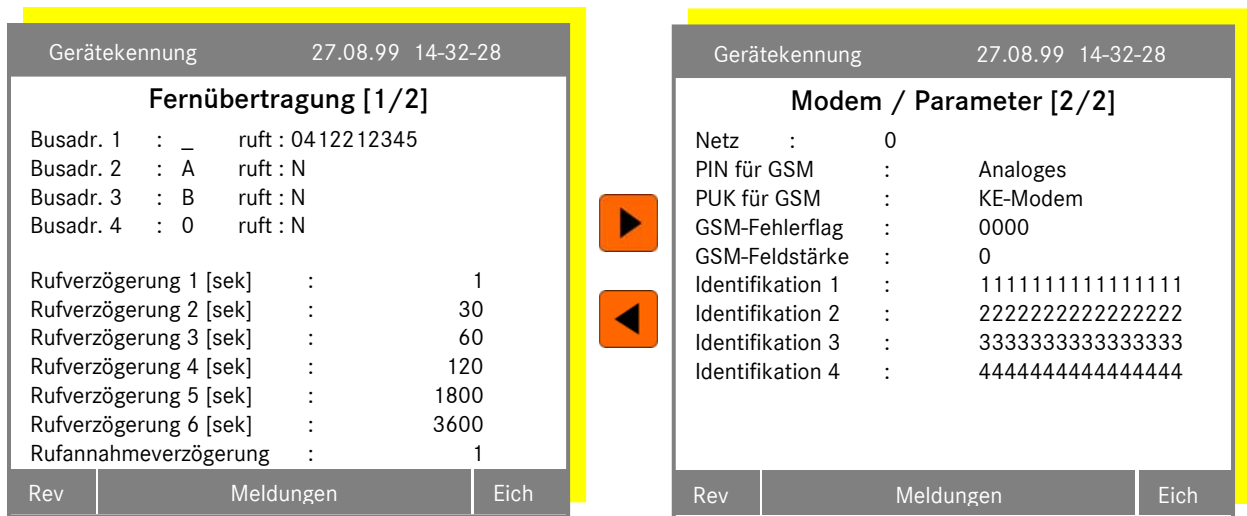 Gerätekennung 27.08.99 14-32-28
Fernübertragung [1/2]
Busadr. 1 : _ ruft : 0412212345
Busadr. 2 : A ruft : N
Busadr. 3 : B ruft : N
Busadr. 4 : 0 ruft : N
Rufverzögerung 1 [sek] : 1
Rufverzögerung 2 [sek] : 30
Rufverzögerung 3 [sek] : 60
Rufverzögerung 4 [sek] : 120
Rufverzögerung 5 [sek] : 1800
Rufverzögerung 6 [sek] : 3600
Rufannahmeverzögerung : 1
Rev Meldungen Eich
Gerätekennung 27.08.99 14-32-28
Modem / Parameter [2/2]
Netz : 0
PIN für GSM : Analoges
PUK für GSM : KE-Modem
GSM-Fehlerflag : 0000
GSM-Feldstärke : 0
Identifikation 1 : 1111111111111111
Identifikation 2 : 2222222222222222
Identifikation 3 : 3333333333333333
Identifikation 4 : 4444444444444444
Rev Meldungen Eich